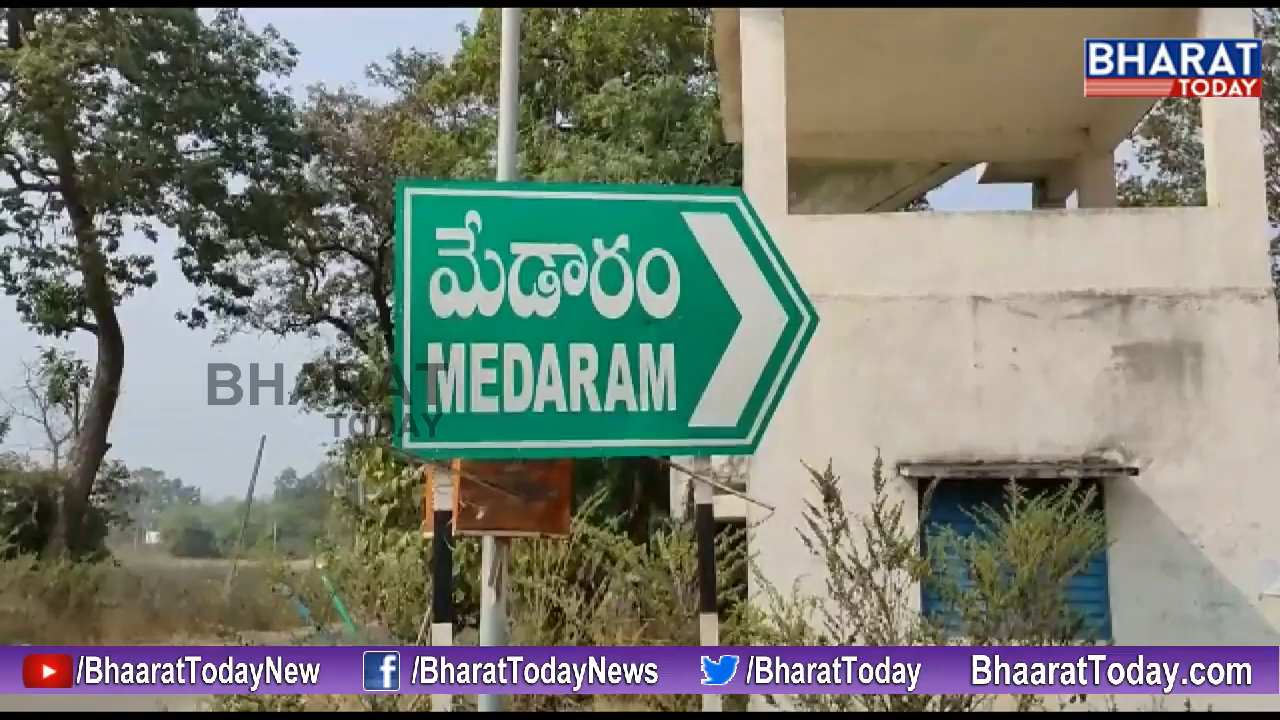 BHARAT
TODAY
మేడారం
MEDARAM
BHARAT
TODAY
/BhaaratTodayNew /BharatTodayNews /BharatToday BhaaratToday.com